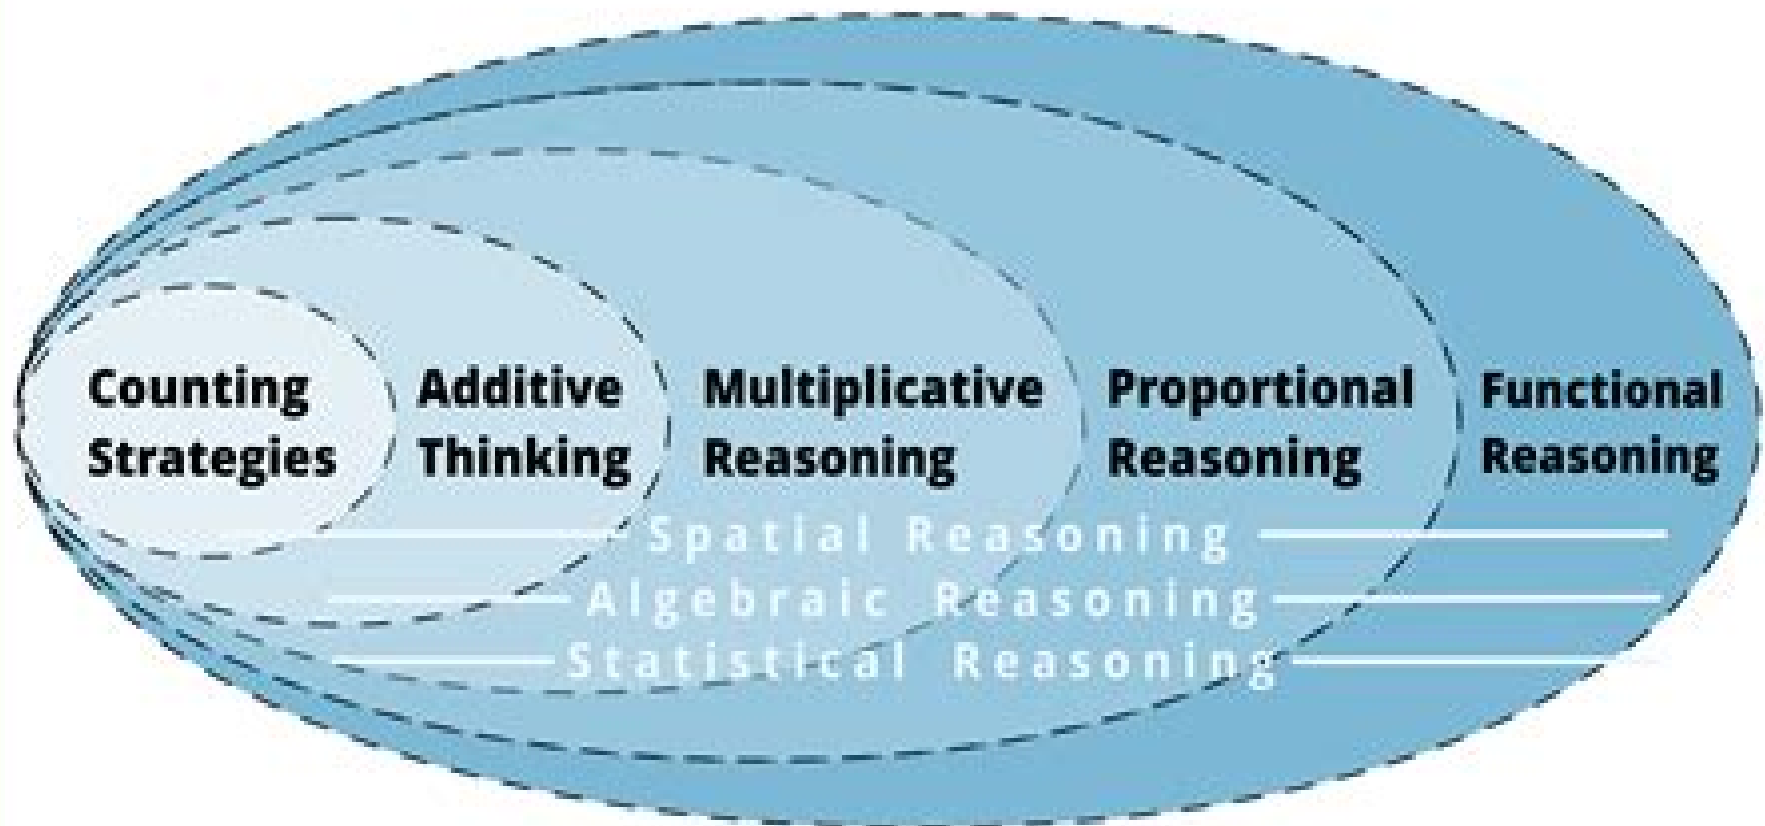 Counting Strategies
Additive Thinking
Multiplicative Reasoning
Proportional Reasoning
Functional Reasoning
Spatial Reasoning
Algebraic Reasoning
Statistical Reasoning